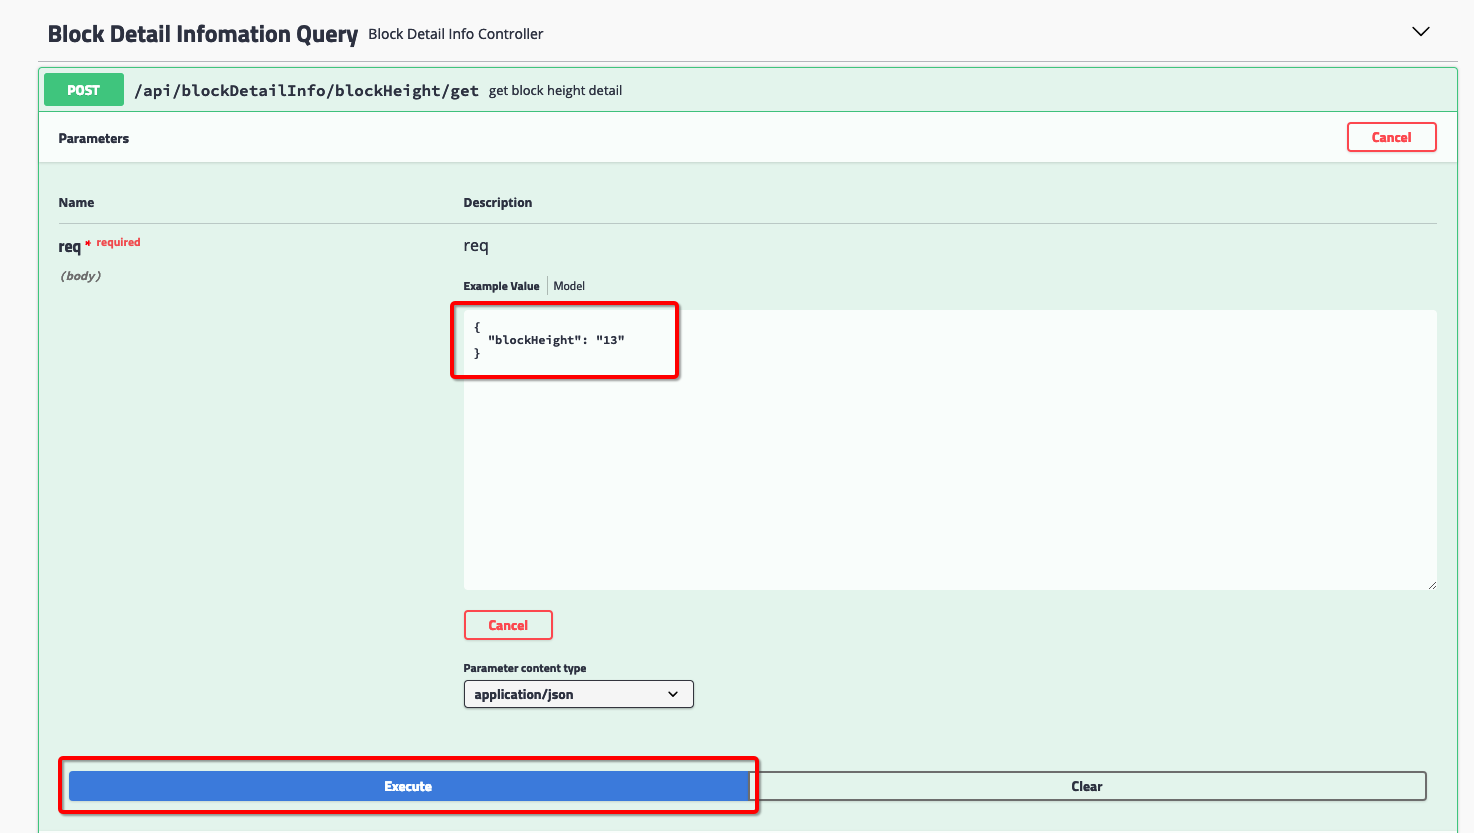 Block Detail Infomation Query Block Detail Info Controller
POST /api/blockDetailInfo/blockHeight/get get block height detail
Parameters Cancel
Name Description
req * required req
(body)
Example Value Model
{
"blockHeight": "13"
}
Cancel
Parameter content type
application/json
Execute Clear